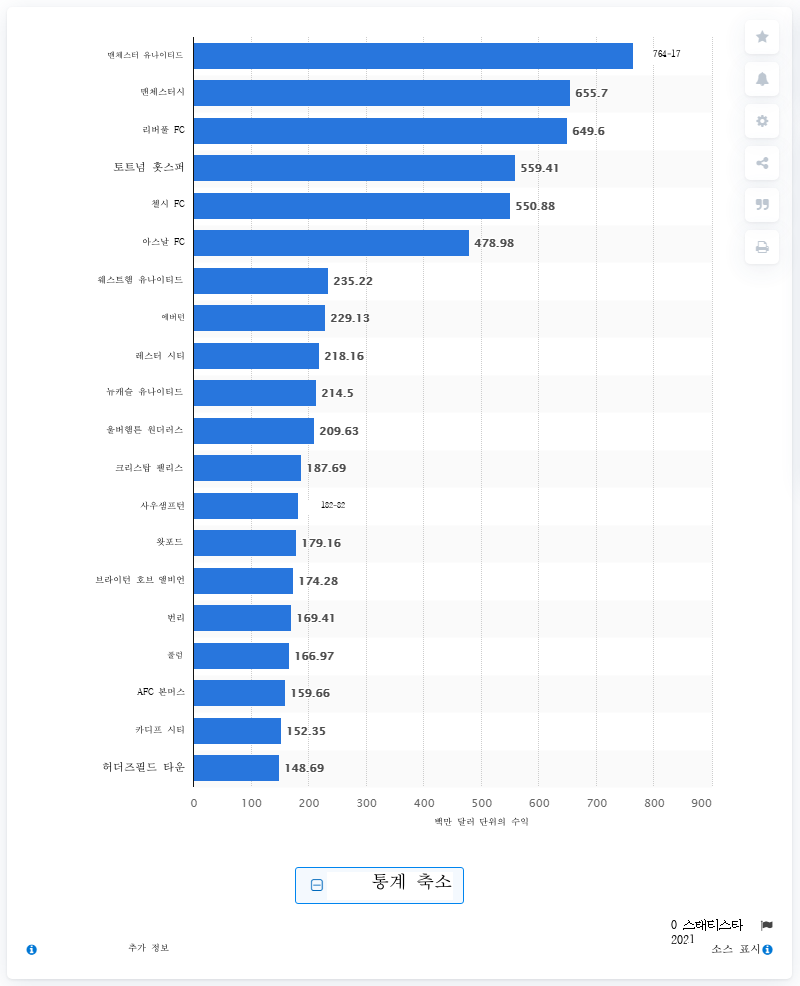 맨체스터 유나이티드 764-17
맨체스터시 655.7
리버풀 FC 649.6
토트넘 홋스퍼 559.41
첼시 FC 550.88
아스날 FC 478.98
웨스트햄 유나이티드 235.22
에버턴 229.13
레스터 시티 218.16
뉴캐슬 유나이티드 214.5
울버햄튼 원더러스 209.63
크리스탈 팰리스 187.69
사우샘프턴 182-82
왓포드 179.16
브라이턴 호브 앨비언 174.28
번리 169.41
풀럼 166.97
AFC 본머스 159.66
카디프 시티 152.35
허더즈필드 타운 148.69
0 100 200 300 400 500 600 700 800 900
백만 달러 단위의 수익
통계 축소
0 스태티스타
2021
추가 정보
소스 표시